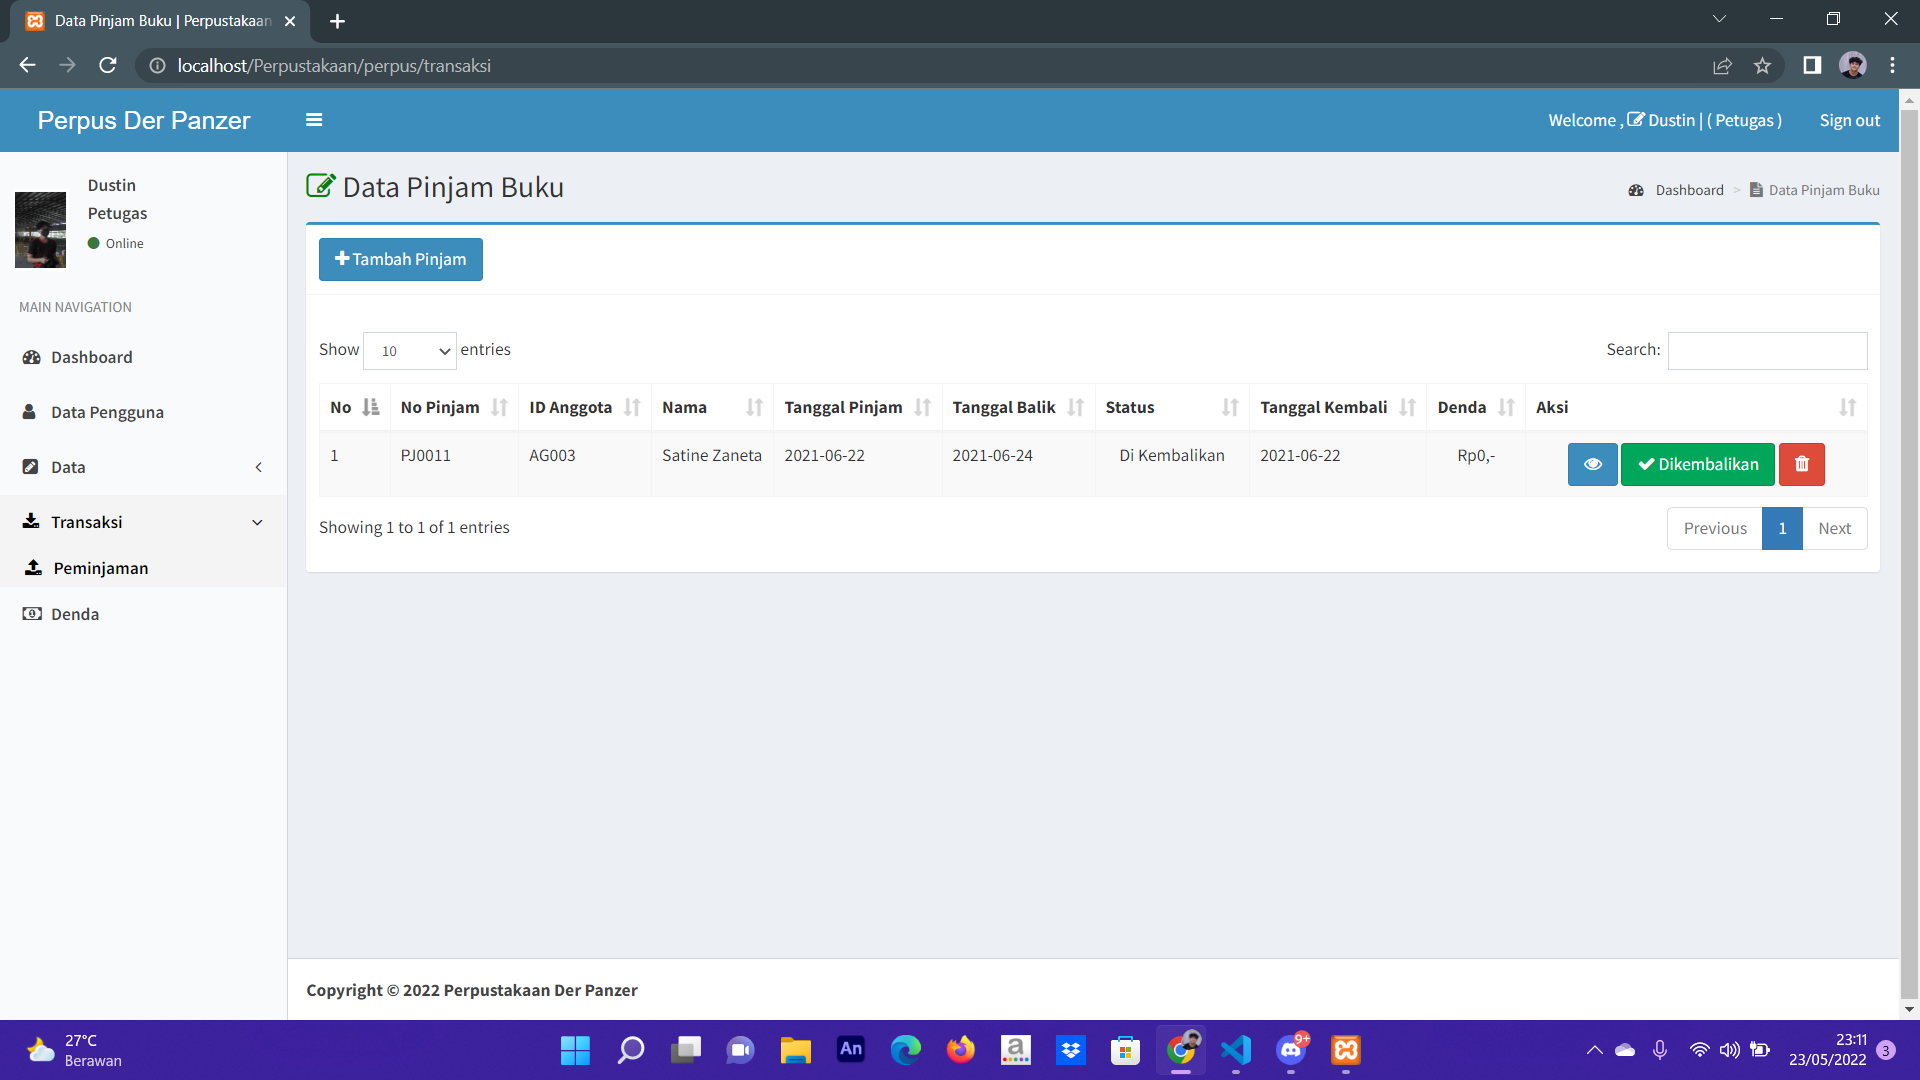 Data Pinjam Buku | Perpustakaan
localhost/Perpustakaan/perpus/transaksi
Perpus Der Panzer
Welcome , Dustin | ( Petugas )
Sign out
Dustin
Petugas
Online
MAIN NAVIGATION
Dashboard
Data Pengguna
Data
Transaksi
Peminjaman
Denda
Data Pinjam Buku
Dashboard > Data Pinjam Buku
Tambah Pinjam
Show 10 entries
Search:
No No Pinjam ID Anggota Nama Tanggal Pinjam Tanggal Balik Status Tanggal Kembali Denda Aksi
1 PJ0011 AG003 Satine Zaneta 2021-06-22 2021-06-24 Di Kembalikan 2021-06-22 Rp0,- Dikembalikan
Showing 1 to 1 of 1 entries
Previous 1 Next
Copyright © 2022 Perpustakaan Der Panzer
27°C
Berawan
An
a
9+
23:11
23/05/2022
3